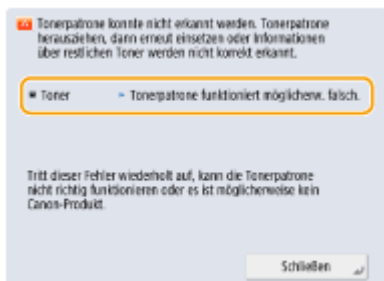 Tonerpatrone konnte nicht erkannt werden. Tonerpatrone
herausziehen, dann erneut einsetzen oder Informationen
über restlichen Toner werden nicht korrekt erkannt.
Toner
Tonerpatrone funktioniert möglicherw. falsch.
Tritt dieser Fehler wiederholt auf, kann die Tonerpatrone
nicht richtig funktionieren oder es ist möglicherweise kein
Canon-Produkt.
Schließen